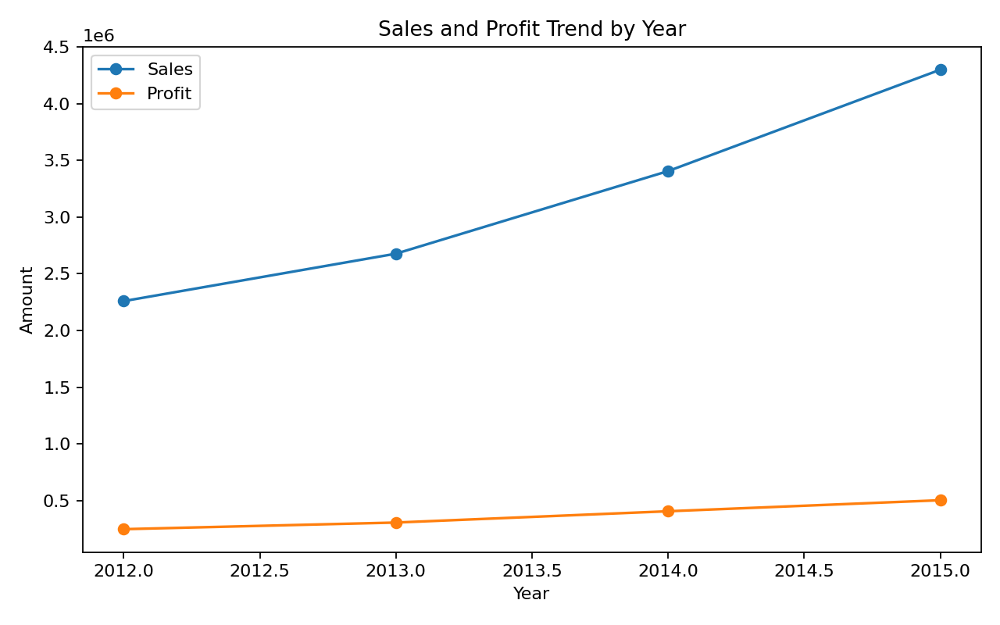 Sales and Profit Trend by Year
1e6
4.5
4.0
3.5
3.0
2.5
2.0
1.5
1.0
0.5
Amount
Sales
Profit
2012.0 2012.5 2013.0 2013.5 2014.0 2014.5 2015.0
Year